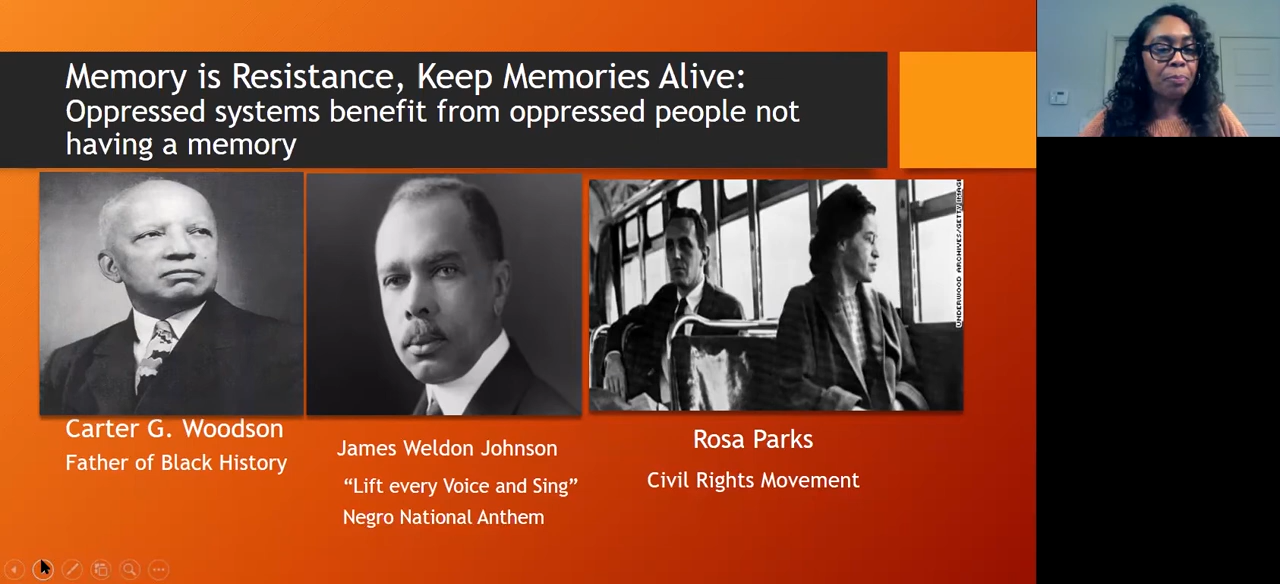 Memory is Resistance, Keep Memories Alive:
Oppressed systems benefit from oppressed people not
having a memory
UNDERWOOD ARCHIVES/GETTY IMAGE
Carter G. Woodson
Father of Black History
James Weldon Johnson
“Lift every Voice and Sing”
Negro National Anthem
Rosa Parks
Civil Rights Movement